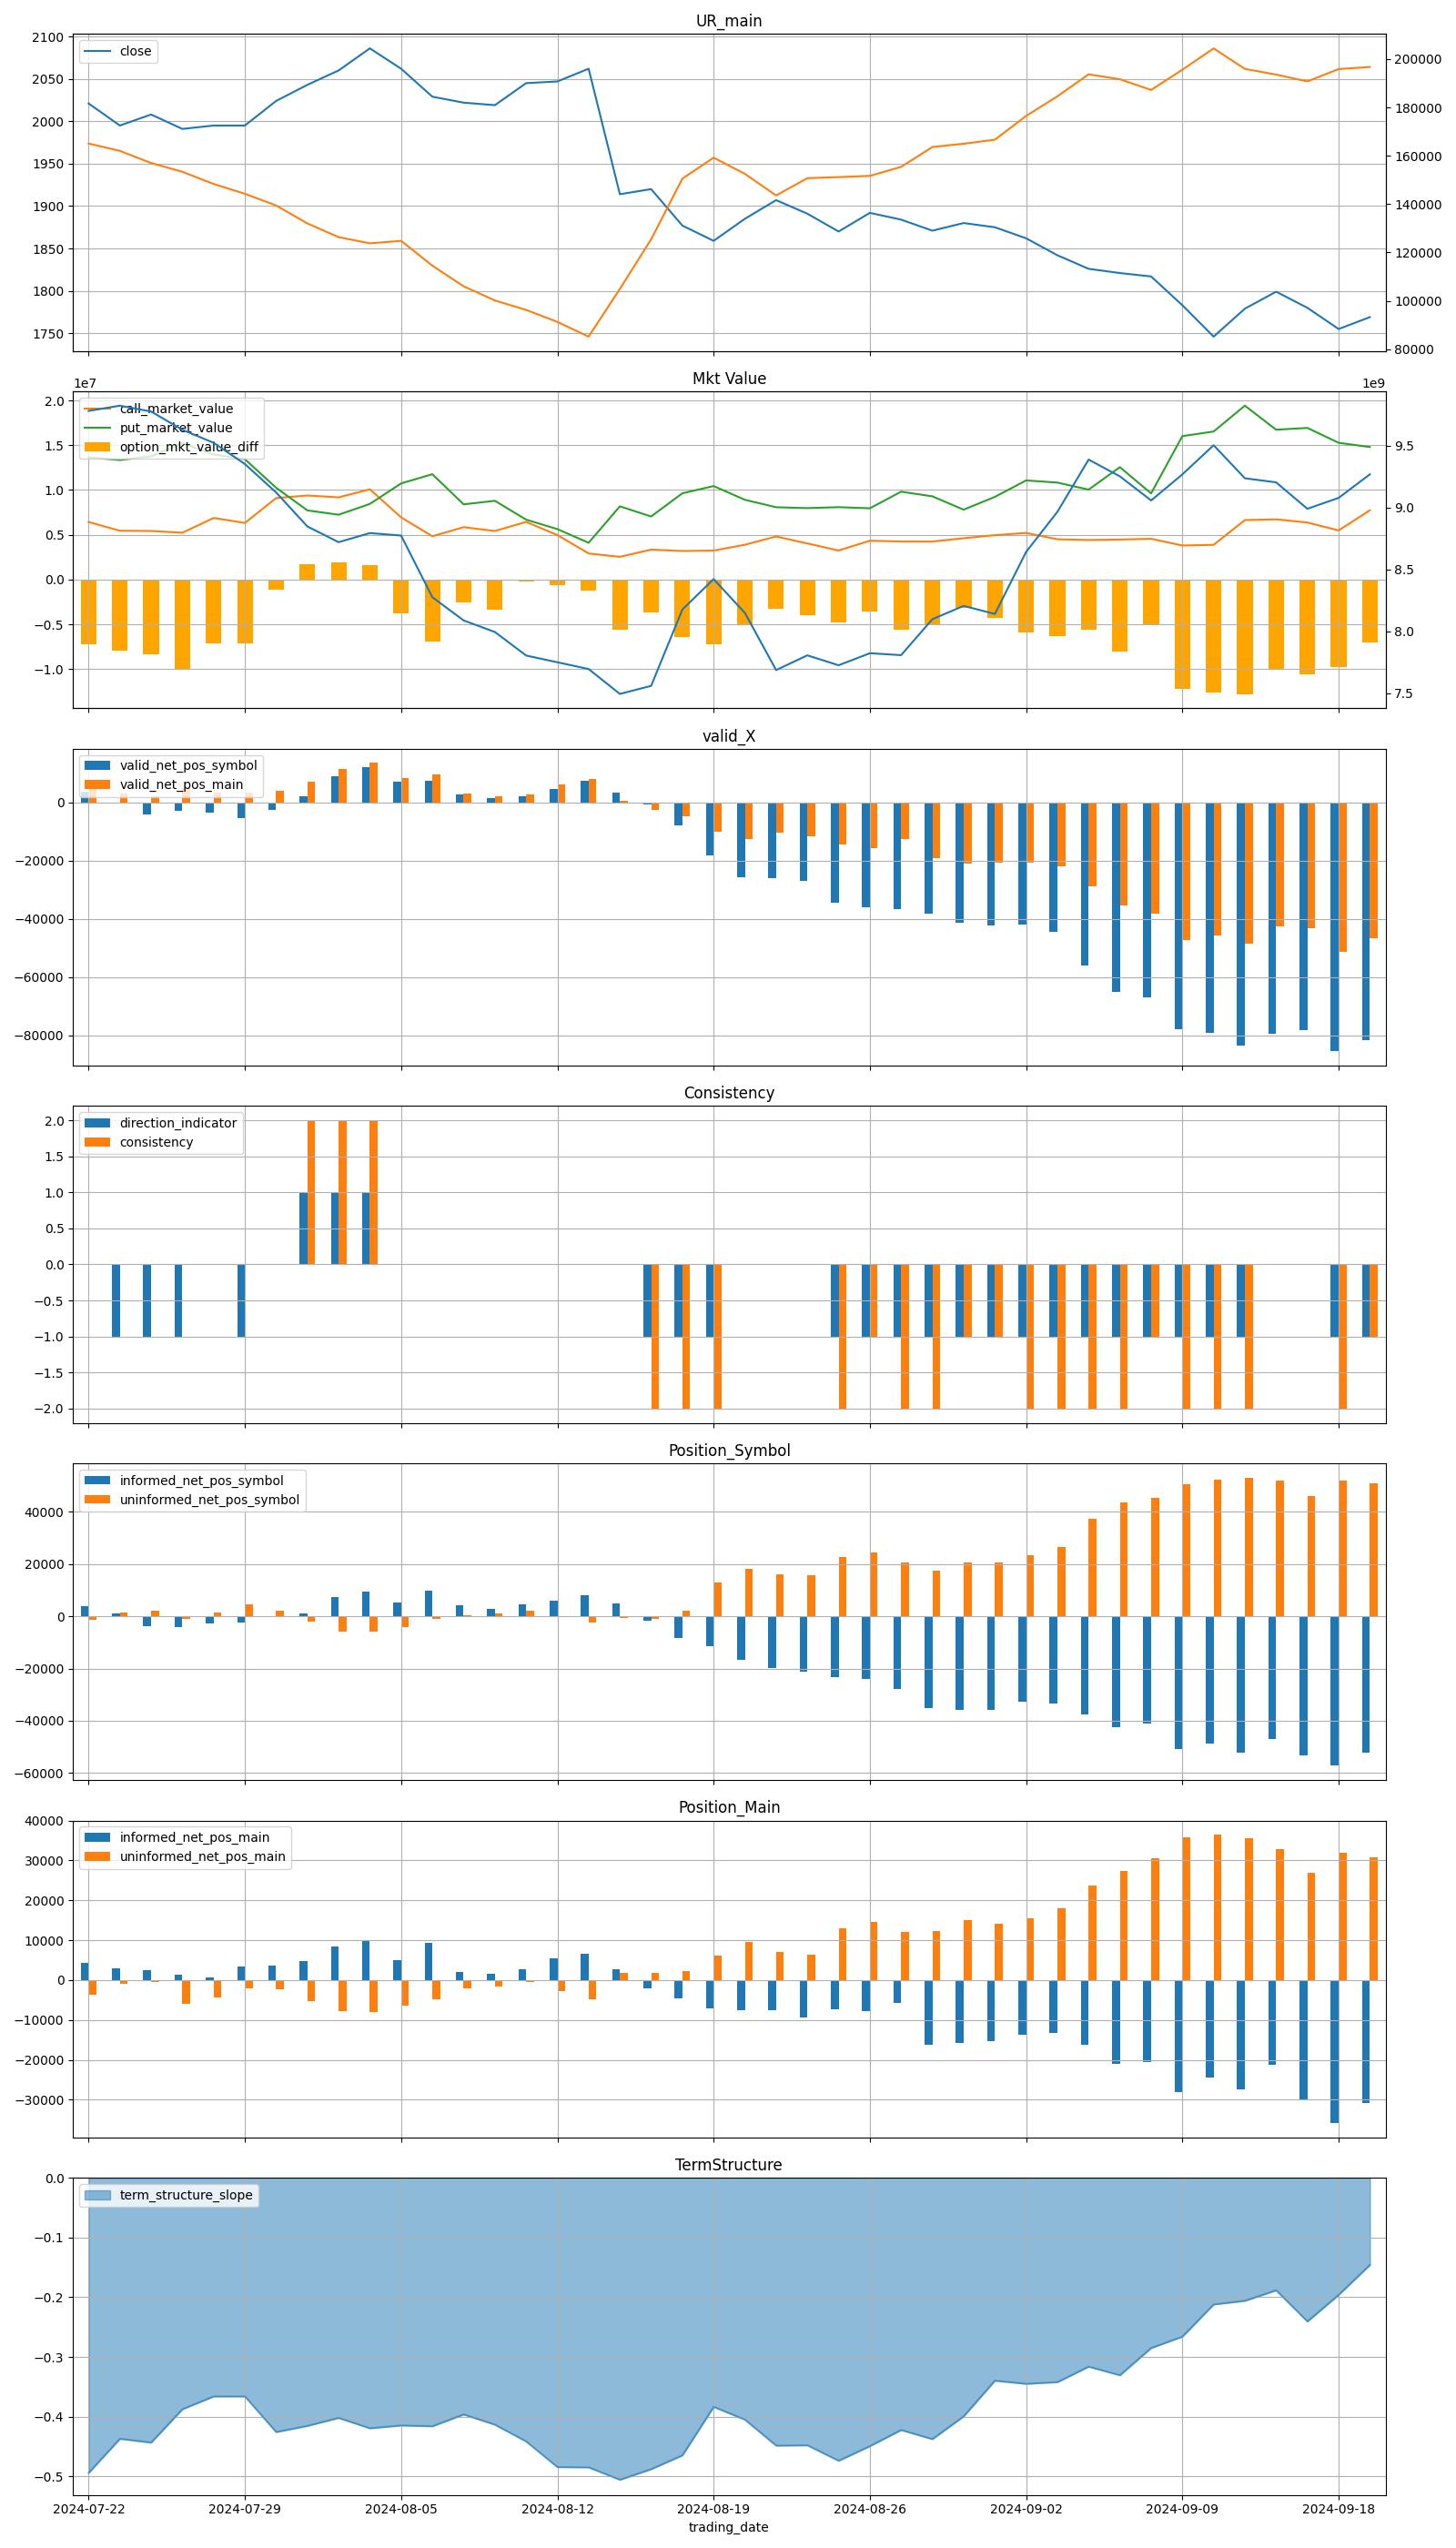 UR_main
close
2100
2050
2000
1950
1900
1850
1800
1750
200000
180000
160000
140000
120000
100000
80000
Mkt Value
1e7
1e9
call_market_value
put_market_value
option_mkt_value_diff
2.0
1.5
1.0
0.5
0.0
−0.5
−1.0
9.5
9.0
8.5
8.0
7.5
valid_X
valid_net_pos_symbol
valid_net_pos_main
0
−20000
−40000
−60000
−80000
Consistency
direction_indicator
consistency
2.0
1.5
1.0
0.5
0.0
−0.5
−1.0
−1.5
−2.0
Position_Symbol
informed_net_pos_symbol
uninformed_net_pos_symbol
40000
20000
0
−20000
−40000
−60000
Position_Main
informed_net_pos_main
uninformed_net_pos_main
40000
30000
20000
10000
0
−10000
−20000
−30000
TermStructure
term_structure_slope
0.0
−0.1
−0.2
−0.3
−0.4
−0.5
2024-07-22 2024-07-29 2024-08-05 2024-08-12 2024-08-19 2024-08-26 2024-09-02 2024-09-09 2024-09-18
trading_date